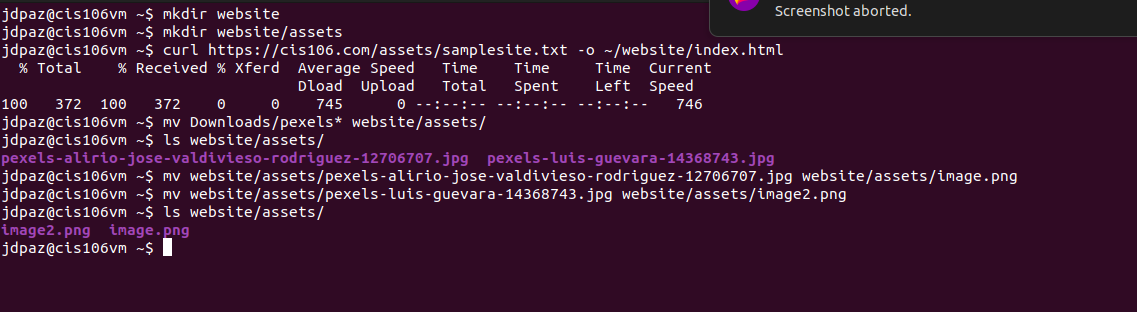 jdpaz@cis106vm ~$ mkdir website
Screenshot aborted.
jdpaz@cis106vm ~$ mkdir website/assets
jdpaz@cis106vm ~$ curl https://cis106.com/assets/samplesite.txt -o ~/website/index.html
  % Total    % Received % Xferd  Average Speed   Time    Time     Time  Current
                                 Dload  Upload   Total   Spent    Left  Speed
100   372  100   372    0     0    745      0 --:--:-- --:--:-- --:--:--   746
jdpaz@cis106vm ~$ mv Downloads/pexels* website/assets/
jdpaz@cis106vm ~$ ls website/assets/
pexels-alirio-jose-valdivieso-rodriguez-12706707.jpg  pexels-luis-guevara-14368743.jpg
jdpaz@cis106vm ~$ mv website/assets/pexels-alirio-jose-valdivieso-rodriguez-12706707.jpg website/assets/image.png
jdpaz@cis106vm ~$ mv website/assets/pexels-luis-guevara-14368743.jpg website/assets/image2.png
jdpaz@cis106vm ~$ ls website/assets/
image2.png  image.png
jdpaz@cis106vm ~$